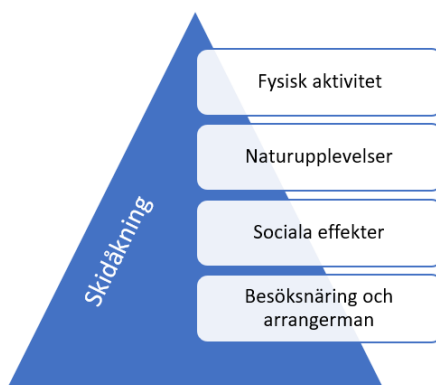 Fysisk aktivitet
Naturupplevelser
Sociala effekter
Besöksnäring och
arrangerman
Skidåkning